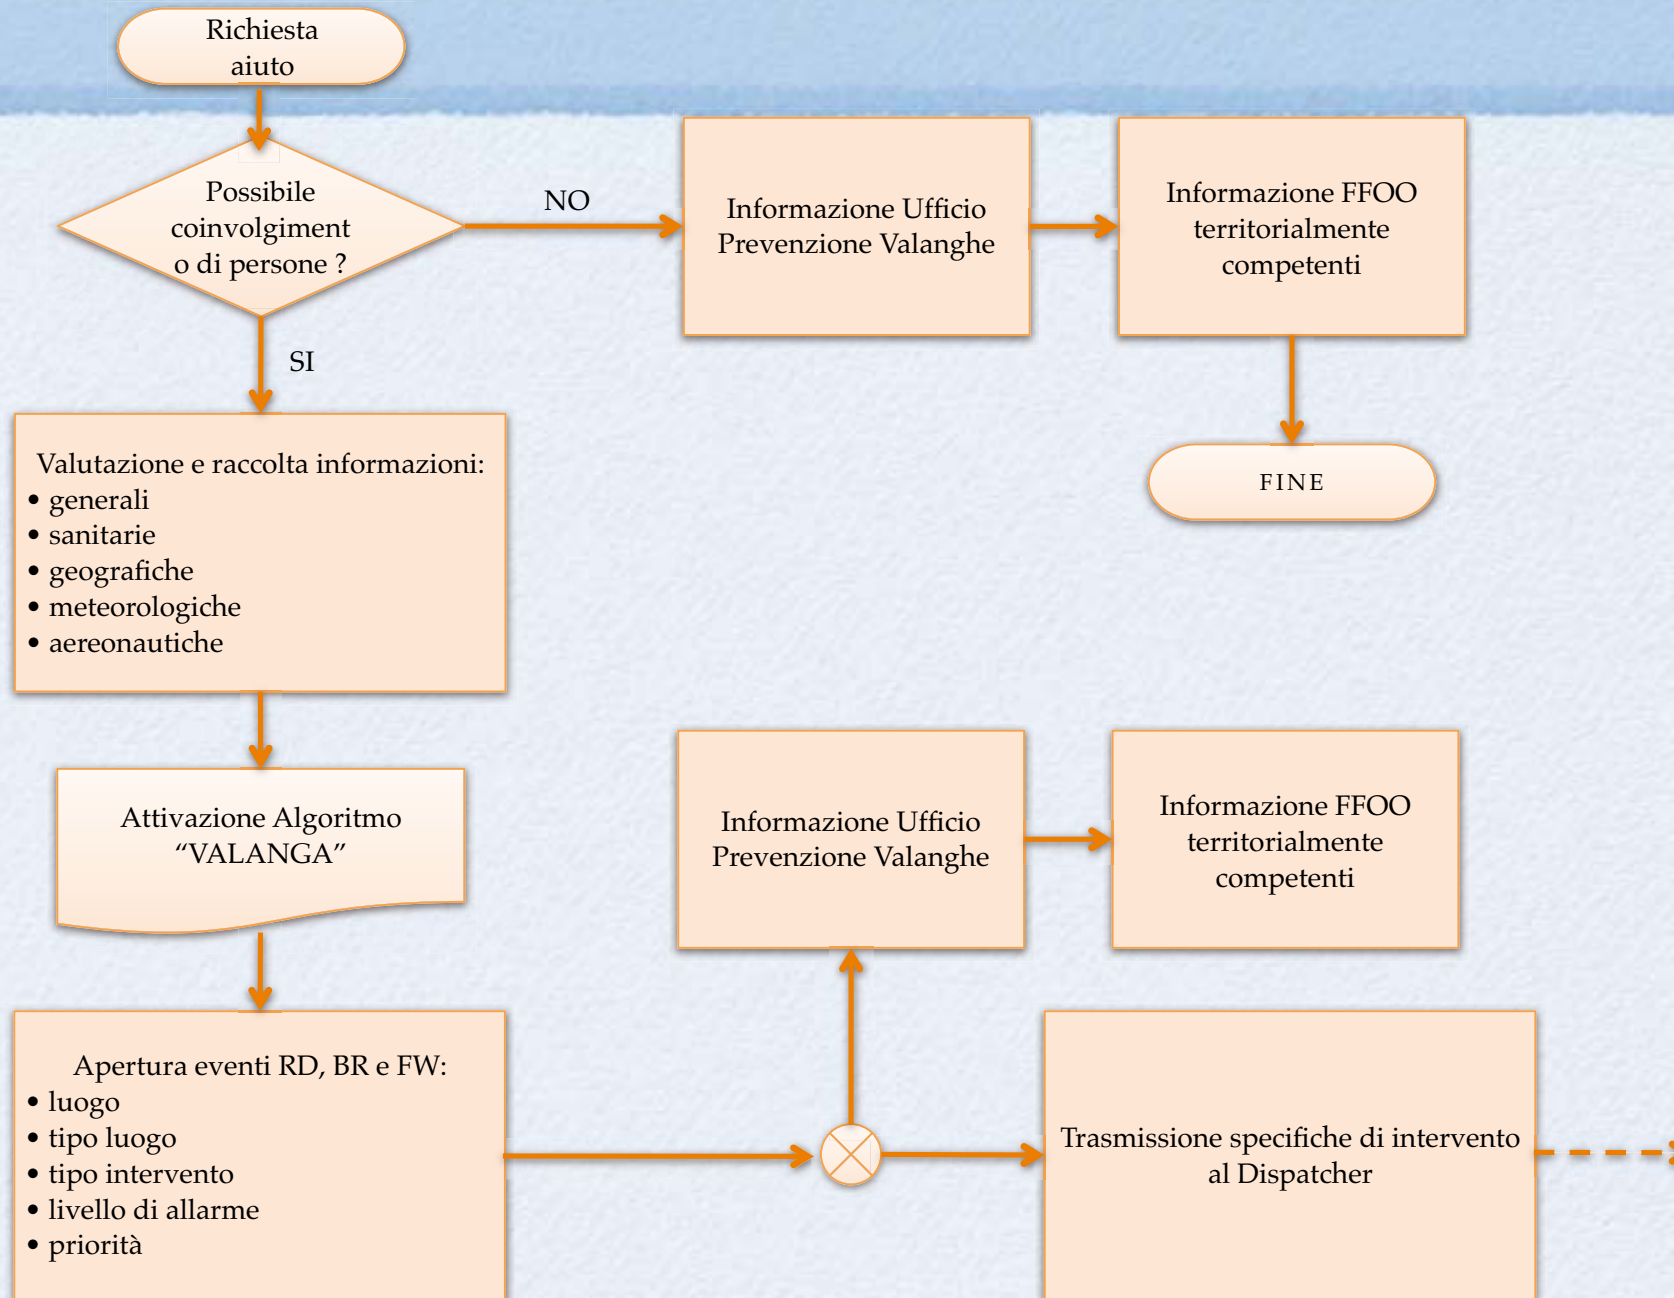 Richiesta
aiuto
Possibile
coinvolgiment
o di persone ?
NO
Informazione Ufficio
Prevenzione Valanghe
Informazione FFOO
territorialmente
competenti
SI
FINE
Valutazione e raccolta informazioni:
• generali
• sanitarie
• geografiche
• meteorologiche
• aereonautiche
Attivazione Algoritmo
“VALANGA”
Informazione Ufficio
Prevenzione Valanghe
Informazione FFOO
territorialmente
competenti
Apertura eventi RD, BR e FW:
• luogo
• tipo luogo
• tipo intervento
• livello di allarme
• priorità
Trasmissione specifiche di intervento
al Dispatcher